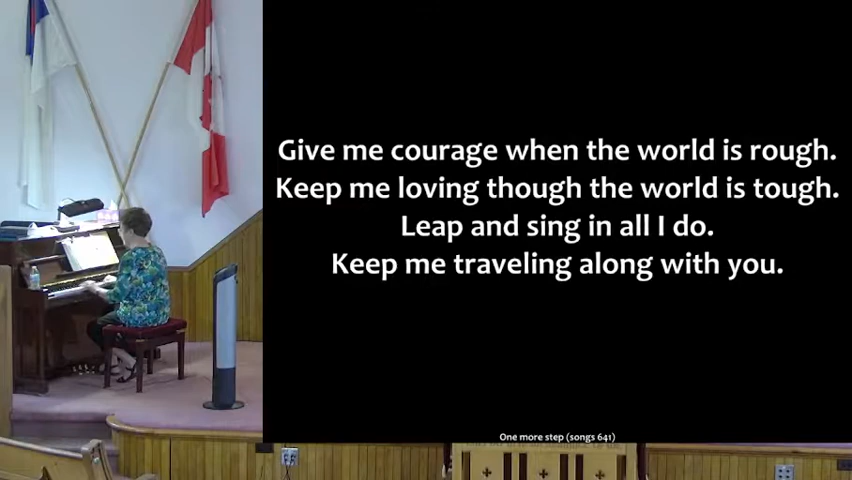 Give me courage when the world is rough.
Keep me loving though the world is tough.
Leap and sing in all I do.
Keep me traveling along with you.
One more step (songs 641)